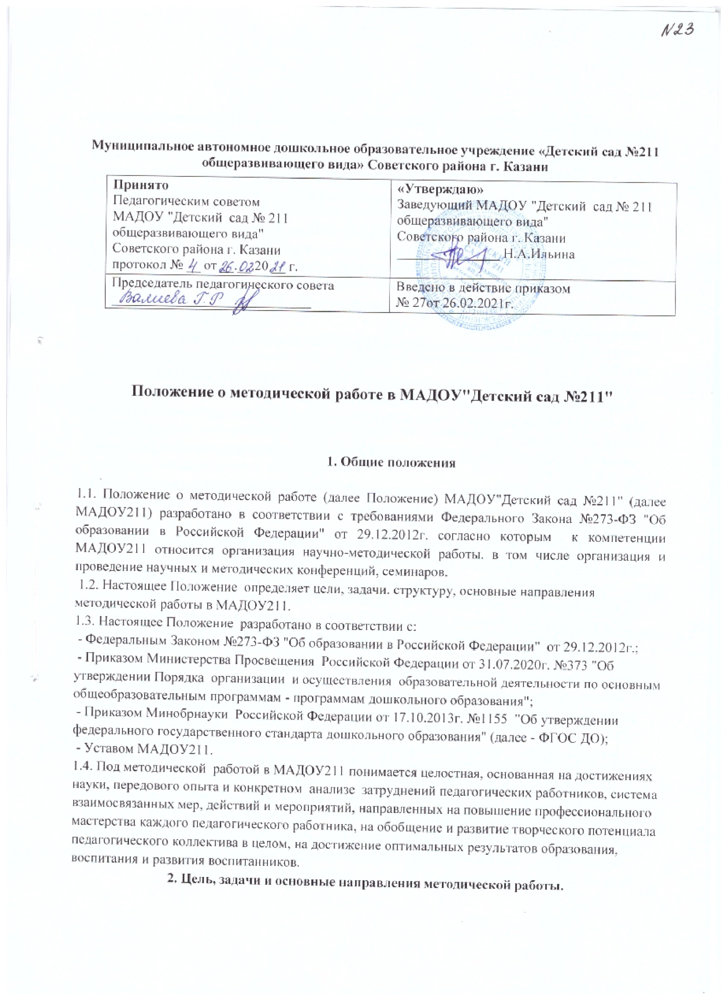 N23
Муниципальное автономное дошкольное образовательное учреждение «Детский сад №211
общеразвивающего вида» Советского района г. Казани
Принято
Педагогическим советом
МАДОУ "Детский сад № 211
общеразвивающего вида"
Советского района г. Казани
протокол № 4 от 26.02 2021 г.
Председатель педагогического совета
Валиева Г.Р
«Утверждаю»
Заведующий МАДОУ "Детский сад № 211
общеразвивающего вида"
Советского района г. Казани
Н.А.Ильина
Введено в действие приказом
№ 27от 26.02.2021г.
Положение о методической работе в МАДОУ"Детский сад №211"
1. Общие положения
1.1. Положение о методической работе (далее Положение) МАДОУ"Детский сад №211" (далее
МАДОУ211) разработано в соответствии с требованиями Федерального Закона №273-ФЗ "Об
образовании в Российской Федерации" от 29.12.2012г. согласно которым к компетенции
МАДОУ211 относится организация научно-методической работы. в том числе организация и
проведение научных и методических конференций, семинаров.
1.2. Настоящее Положение определяет цели, задачи. структуру, основные направления
методической работы в МАДОУ211.
1.3. Настоящее Положение разработано в соответствии с:
- Федеральным Законом №273-ФЗ "Об образовании в Российской Федерации" от 29.12.2012г.;
- Приказом Министерства Просвещения Российской Федерации от 31.07.2020г. №373 "Об
утверждении Порядка организации и осуществления образовательной деятельности по основным
общеобразовательным программам - программам дошкольного образования";
- Приказом Минобрнауки Российской Федерации от 17.10.2013г. №1155 "Об утверждении
федерального государственного стандарта дошкольного образования" (далее - ФГОС ДО);
- Уставом МАДОУ211.
1.4. Под методической работой в МАДОУ211 понимается целостная, основанная на достижениях
науки, передового опыта и конкретном анализе затруднений педагогических работников, система
взаимосвязанных мер, действий и мероприятий, направленных на повышение профессионального
мастерства каждого педагогического работника, на обобщение и развитие творческого потенциала
педагогического коллектива в целом, на достижение оптимальных результатов образования,
воспитания и развития воспитанников.
2. Цель, задачи и основные направления методической работы.